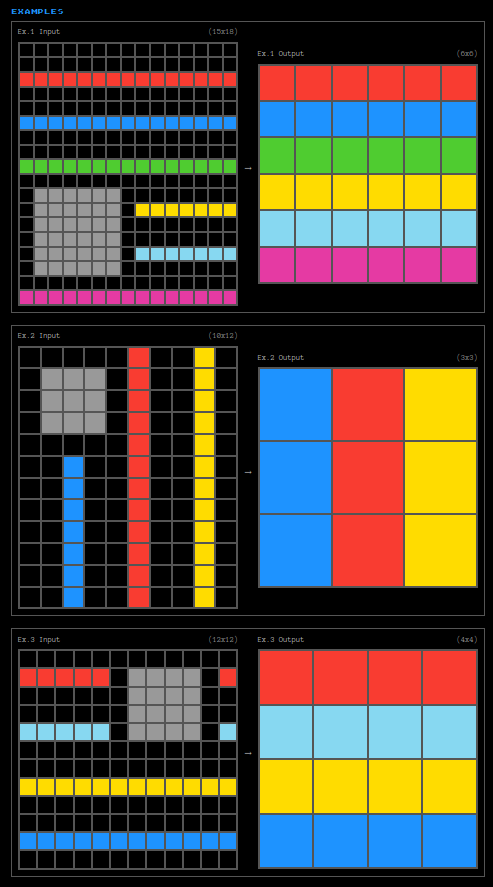 EXAMPLES
Ex.1 Input (15x18)
Ex.1 Output (6x6)
→
Ex.2 Input (10x12)
Ex.2 Output (3x3)
→
Ex.3 Input (12x12)
Ex.3 Output (4x4)
→